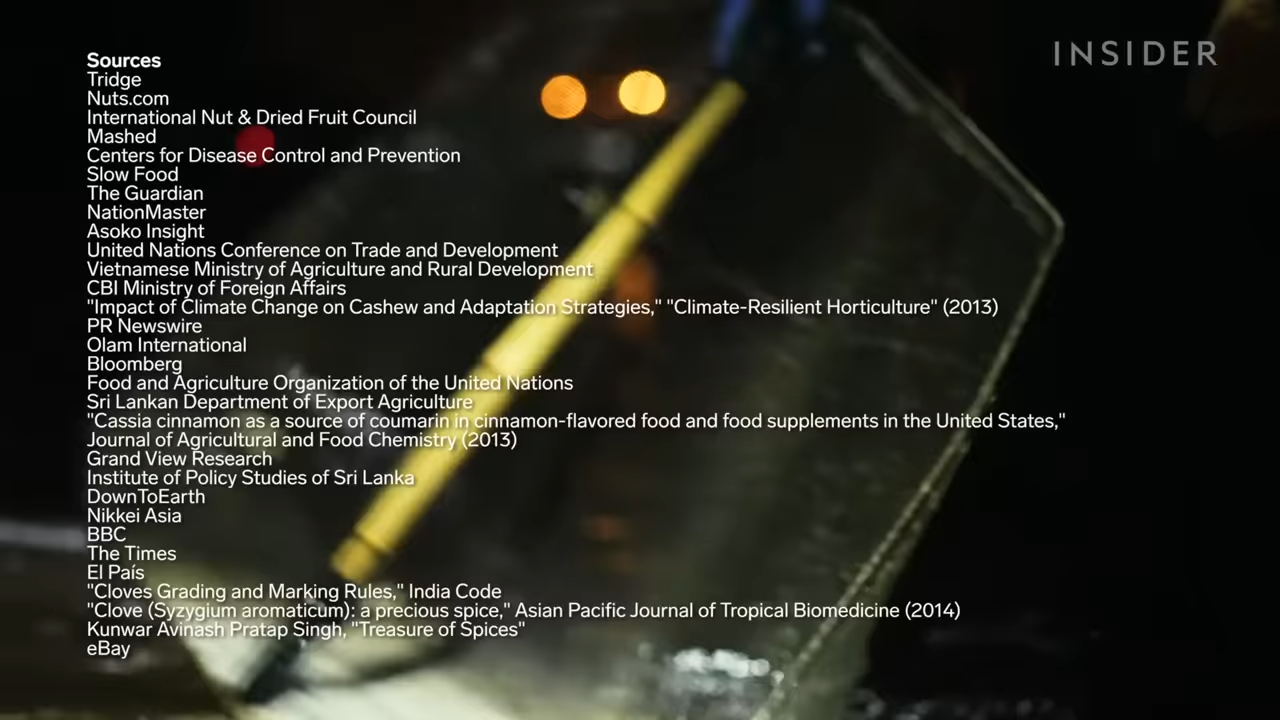 INSIDER
Sources
Tridge
Nuts.com
International Nut & Dried Fruit Council
Mashed
Centers for Disease Control and Prevention
Slow Food
The Guardian
NationMaster
Asoko Insight
United Nations Conference on Trade and Development
Vietnamese Ministry of Agriculture and Rural Development
CBI Ministry of Foreign Affairs
"Impact of Climate Change on Cashew and Adaptation Strategies," "Climate-Resilient Horticulture" (2013)
PR Newswire
Olam International
Bloomberg
Food and Agriculture Organization of the United Nations
Sri Lankan Department of Export Agriculture
"Cassia cinnamon as a source of coumarin in cinnamon-flavored food and food supplements in the United States,"
Journal of Agricultural and Food Chemistry (2013)
Grand View Research
Institute of Policy Studies of Sri Lanka
DownToEarth
Nikkei Asia
BBC
The Times
El País
"Cloves Grading and Marking Rules," India Code
"Clove (Syzygium aromaticum): a precious spice," Asian Pacific Journal of Tropical Biomedicine (2014)
Kunwar Avinash Pratap Singh, "Treasure of Spices"
eBay